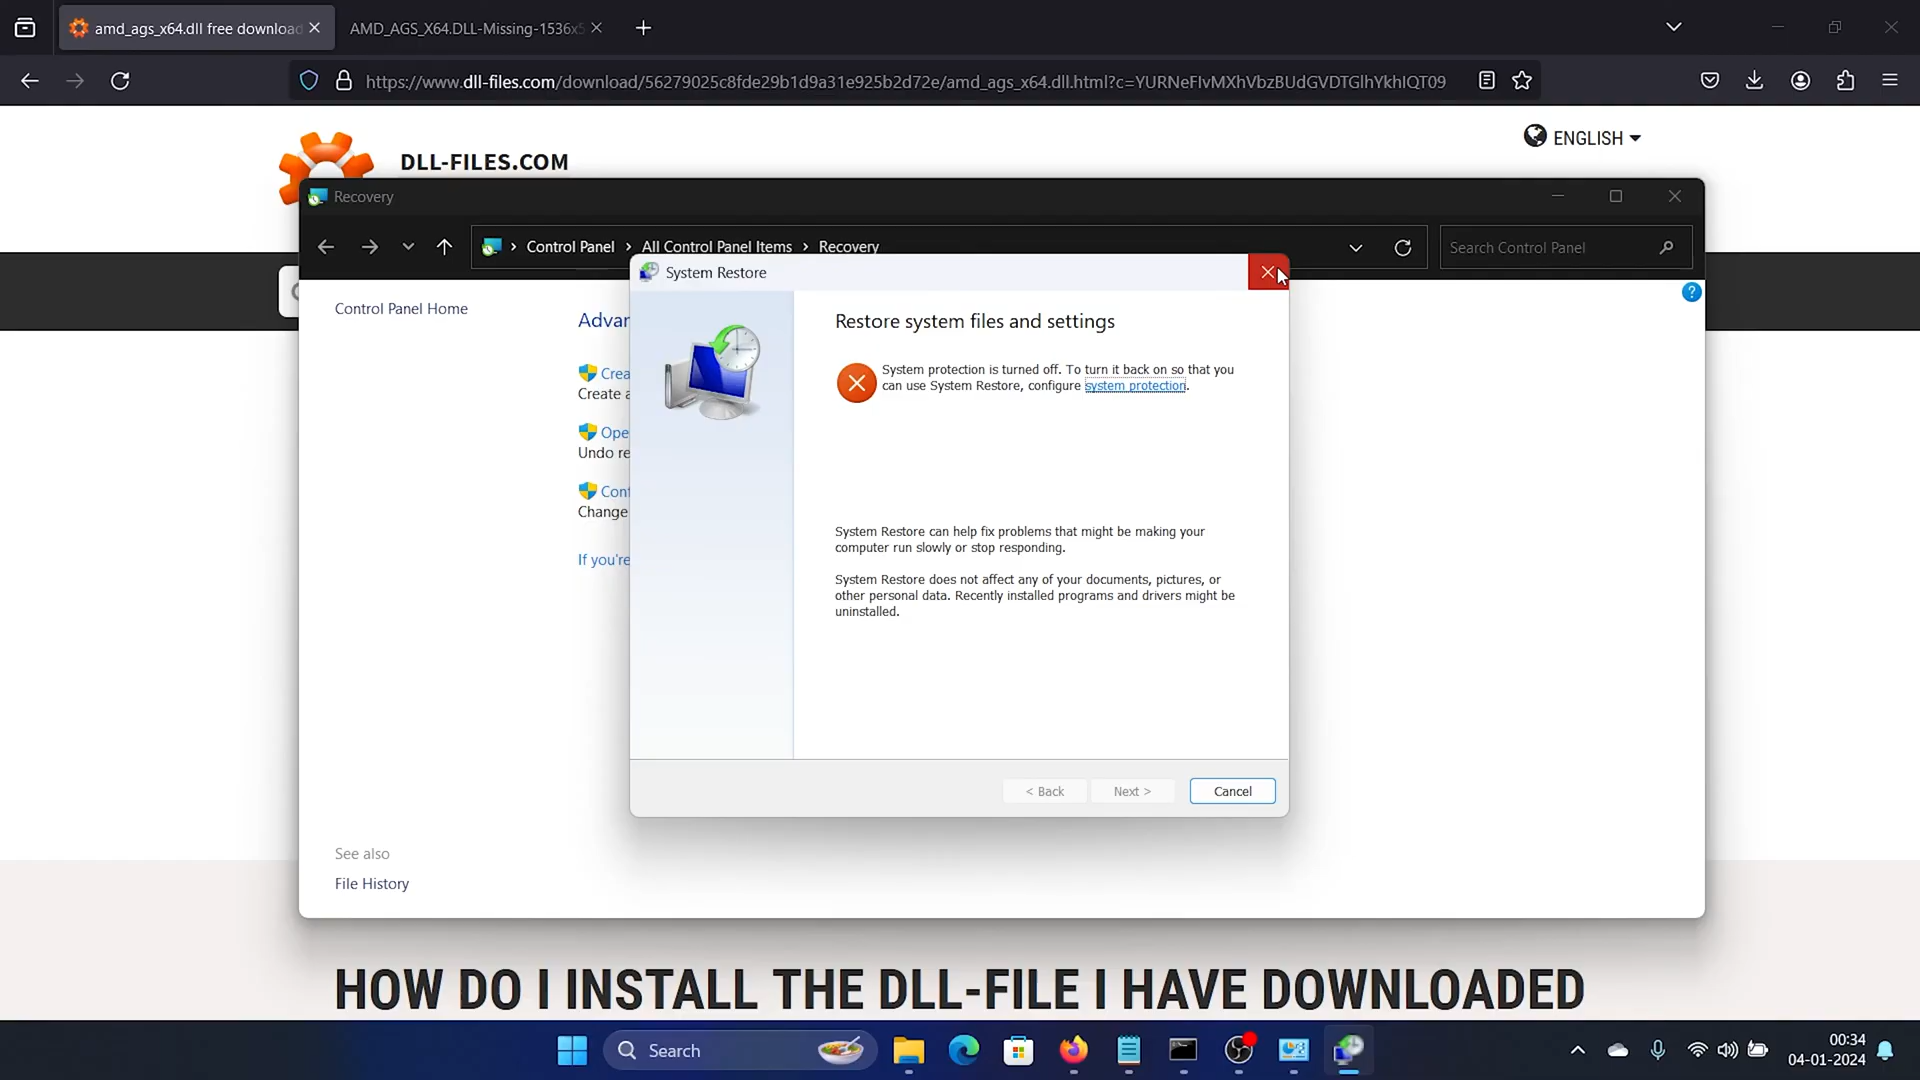 amd_ags_x64.dll free download
AMD_AGS_X64.DLL-Missing-1536x5
https://www.dll-files.com/download/56279025c8fde29b1d9a31e925b2d72e/amd_ags_x64.dll.html?c=YURNeFIvMXhVbzBUdGVDTGlhYkhIQT09
ENGLISH
DLL-FILES.COM
Recovery
Control Panel > All Control Panel Items > Recovery
Search Control Panel
System Restore
Control Panel Home
Advan
Restore system files and settings
Crea
Create a
System protection is turned off. To turn it back on so that you
can use System Restore, configure system protection.
Ope
Undo re
Conf
Change
If you're
System Restore can help fix problems that might be making your
computer run slowly or stop responding.
System Restore does not affect any of your documents, pictures, or
other personal data. Recently installed programs and drivers might be
uninstalled.
< Back
Next >
Cancel
See also
File History
HOW DO I INSTALL THE DLL-FILE I HAVE DOWNLOADED
Search
00:34
04-01-2024